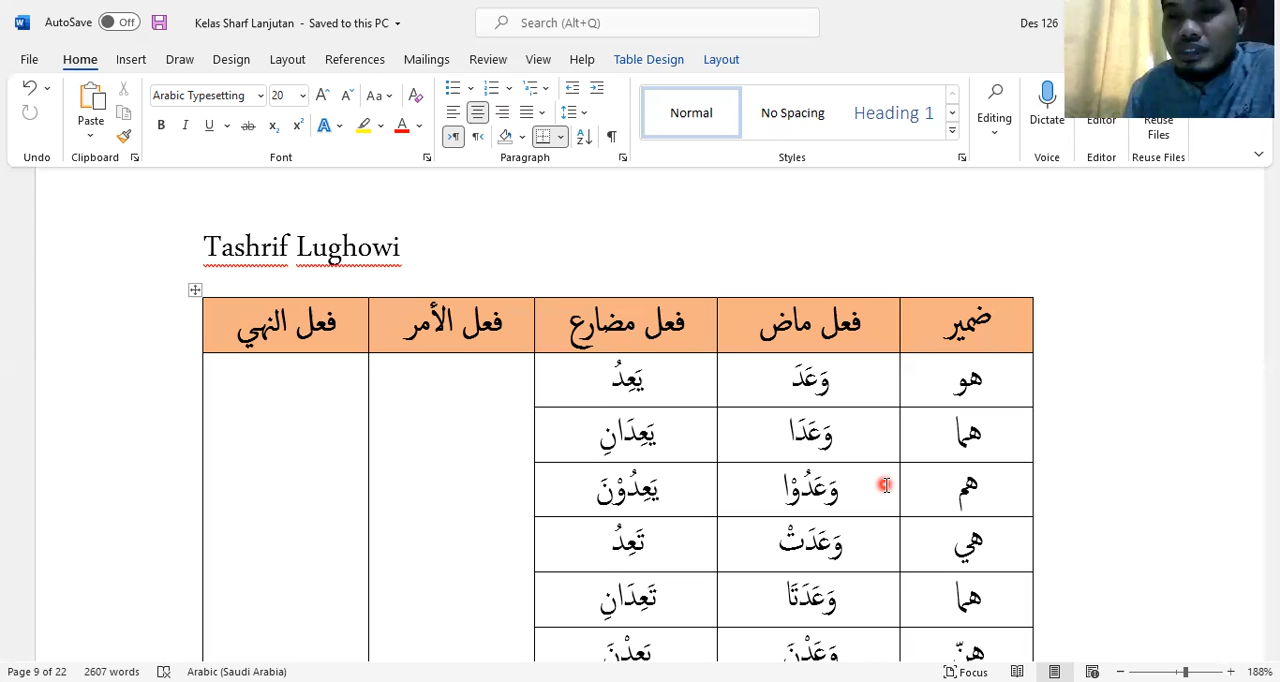 AutoSave Off Kelas Sharf Lanjutan - Saved to this PC Search (Alt+Q) Des 126
File Home Insert Draw Design Layout References Mailings Review View Help Table Design Layout
Paste Arabic Typesetting 20 Normal No Spacing Heading 1 Editing Dictate Editor Reuse Files
Undo Clipboard Font Paragraph Styles Voice Editor Reuse Files
Tashrif Lughowi
ضمير فعل ماض فعل مضارع فعل الأمر فعل النهي
هو وَعَدَ يَعِدُ
هما وَعَدَا يَعِدَانِ
هم وَعَدُوْا يَعِدُوْنَ
هي وَعَدَتْ تَعِدُ
هما وَعَدَتَا تَعِدَانِ
هنّ وَعَدْنَ يَعِدْنَ
Page 9 of 22 2607 words Arabic (Saudi Arabia) Focus 188%